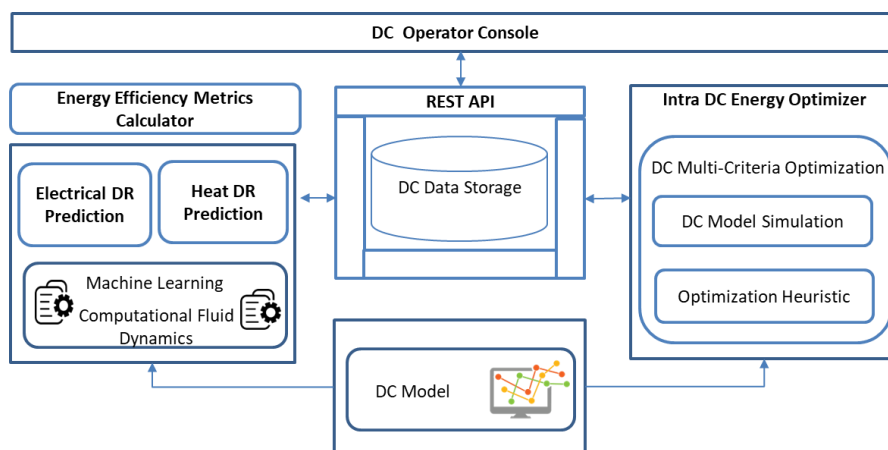 DC Operator Console
Energy Efficiency Metrics
Calculator
REST API
Intra DC Energy Optimizer
Electrical DR
Prediction
Heat DR
Prediction
DC Data Storage
DC Multi-Criteria Optimization
DC Model Simulation
Optimization Heuristic
Machine Learning
Computational Fluid
Dynamics
DC Model